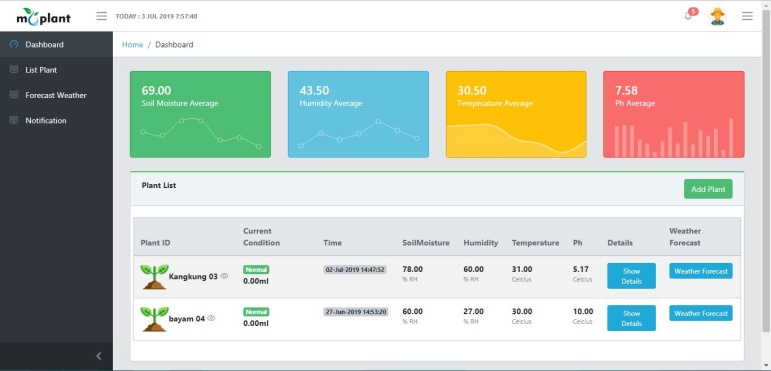 moplant
TODAY : 3 JUL 2019 7:57:40
5
Dashboard
List Plant
Forecast Weather
Notification
Home / Dashboard
69.00
Soil Moisture Average
43.50
Humidity Average
30.50
Temperature Average
7.58
Ph Average
Plant List
Add Plant
Plant ID
Current
Condition
Time
SoilMoisture
Humidity
Temperature
Ph
Details
Weather
Forecast
Kangkung 03
Normal
0.00ml
02-Jul-2019 14:47:52
78.00
% RH
60.00
% RH
31.00
Celcius
5.17
Celcius
Show
Details
Weather Forecast
bayam 04
Normal
0.00ml
27-Jun-2019 14:53:20
60.00
% RH
27.00
% RH
30.00
Celcius
10.00
Celcius
Show
Details
Weather Forecast